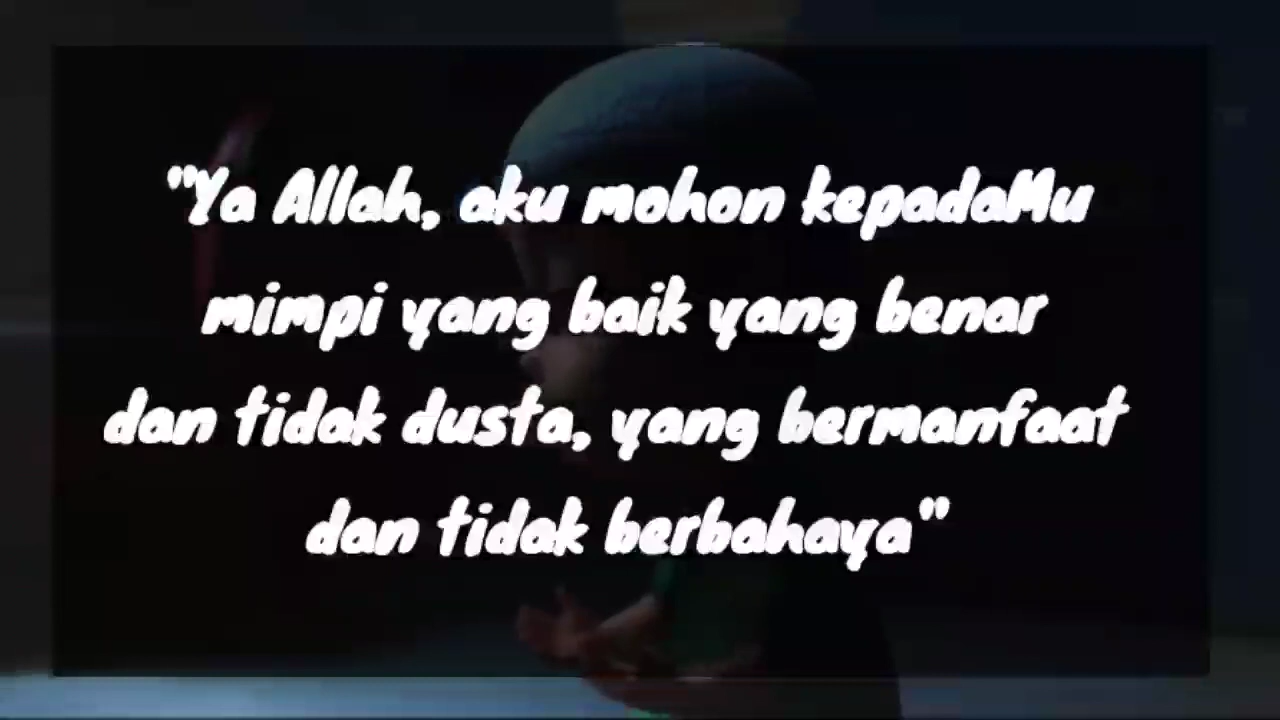 "Ya Allah, aku mohon kepadaMu
mimpi yang baik yang benar
dan tidak dusta, yang bermanfaat
dan tidak berbahaya"